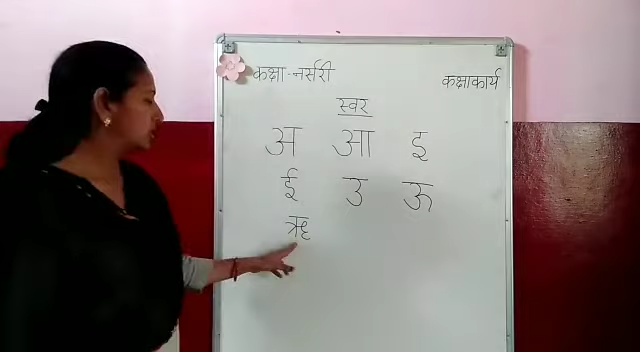 कक्षा-नर्सरी कक्षाकार्य
स्वर
अ आ इ
ई उ ऊ
ऋ